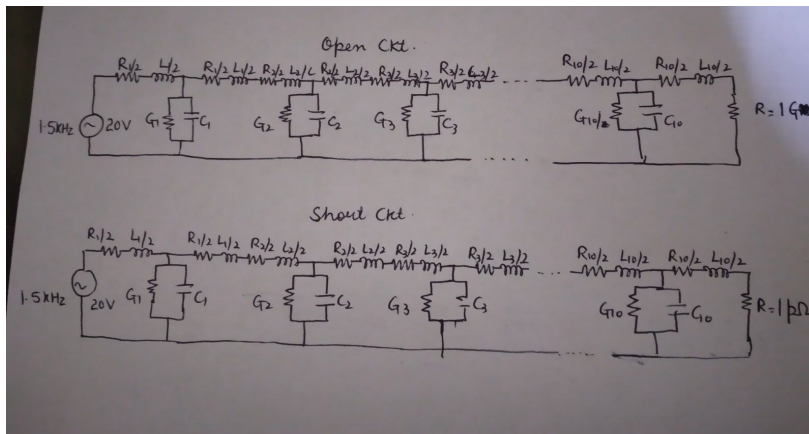 Open Ckt.
R1/2 L/2 R1/2 L1/2 R2/2 L2/2 R2/2 L2/2 R3/2 L3/2 R3/2 L3/2 R10/2 L10/2 R10/2 L10/2
1.5kHz 20V G1 C1 G2 C2 G3 C3 G10/2 C10 R=1G
Shout Ckt.
R1/2 L1/2 R1/2 L1/2 R2/2 L2/2 R2/2 L2/2 R3/2 L3/2 R3/2 L3/2 R10/2 L10/2 R10/2 L10/2
1.5kHz 20V G1 C1 G2 C2 G3 C3 G10 C10 R=1pΩ